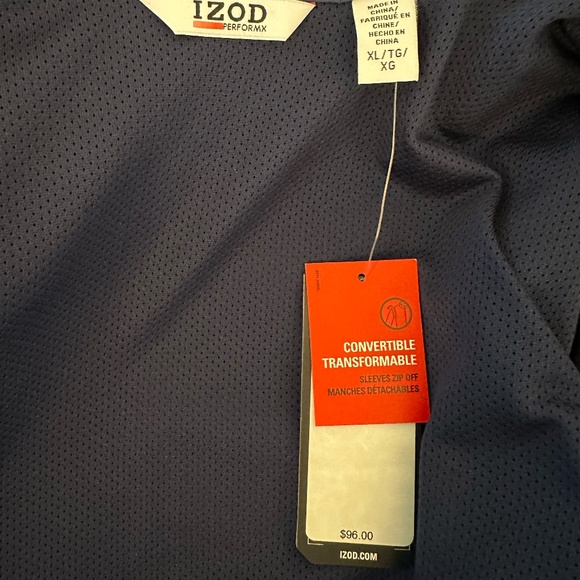 IZOD
PERFORMX
MADE IN
CHINA/
FABRIQUÉ EN
CHINE/
HECHO EN
CHINA
XL/TG/
XG
CONVERTIBLE
TRANSFORMABLE
SLEEVES ZIP OFF
MANCHES DÉTACHABLES
$96.00
IZOD.COM